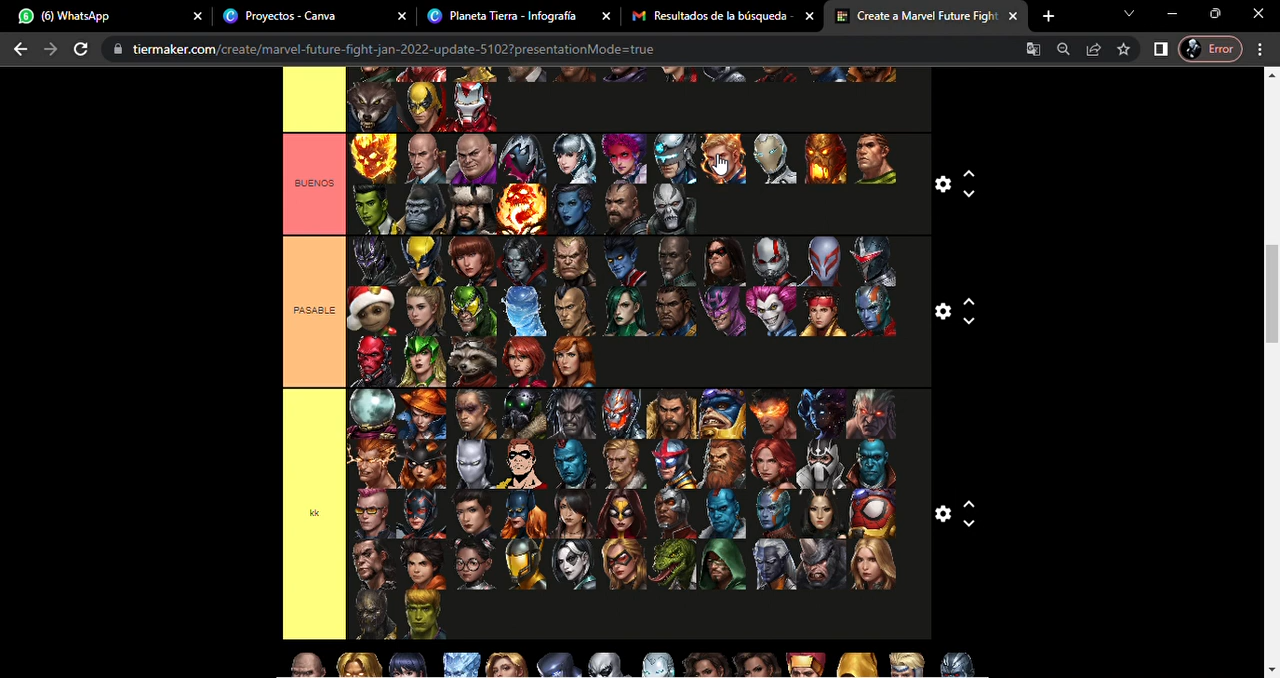 (6) WhatsApp
Proyectos - Canva
Planeta Tierra - Infografía
Resultados de la búsqueda -
Create a Marvel Future Fight
tiermaker.com/create/marvel-future-fight-jan-2022-update-5102?presentationMode=true
Error
BUENOS
PASABLE
kk